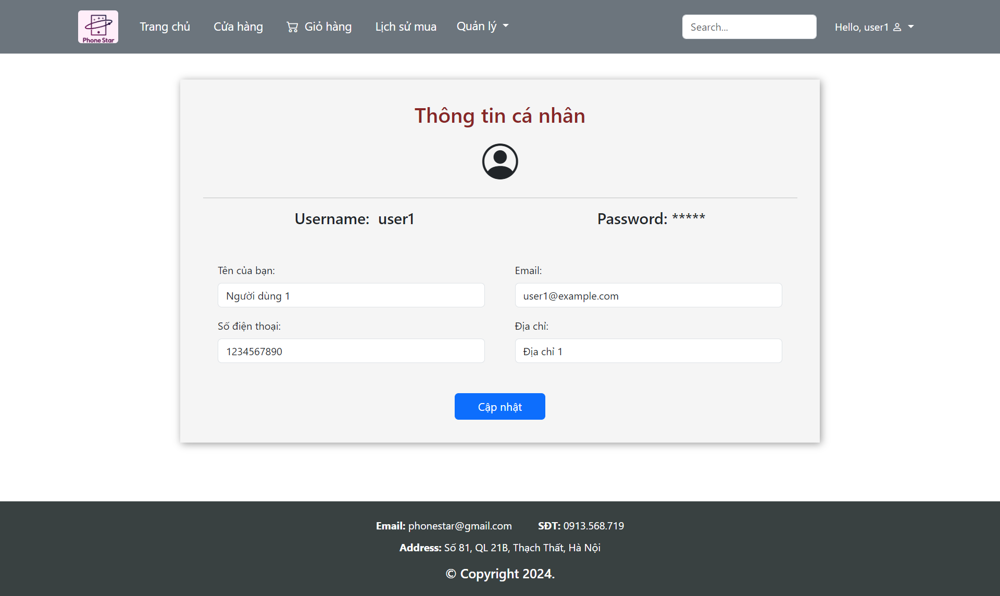 Phone Star
Trang chủ Cửa hàng Giỏ hàng Lịch sử mua Quản lý Search... Hello, user1
Thông tin cá nhân
Username: user1 Password: *****
Tên của bạn: Email:
Người dùng 1 user1@example.com
Số điện thoại: Địa chỉ:
1234567890 Địa chỉ 1
Cập nhật
Email: phonestar@gmail.com SĐT: 0913.568.719
Address: Số 81, QL 21B, Thạch Thất, Hà Nội
© Copyright 2024.